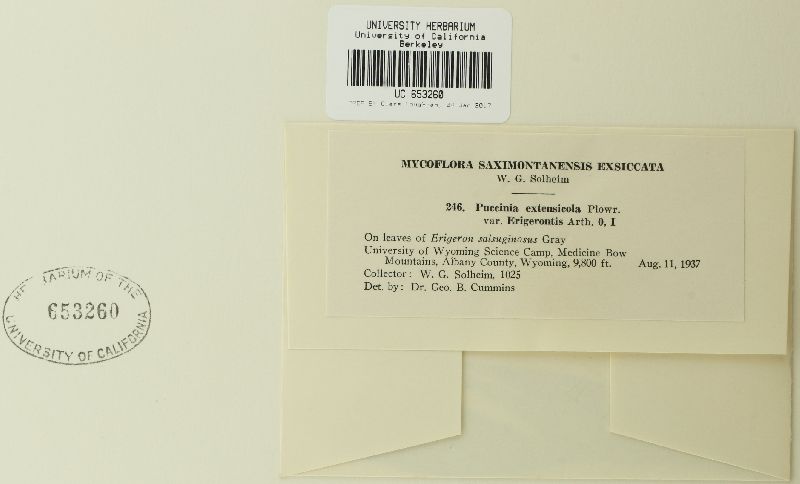 UNIVERSITY HERBARIUM
University of California
Berkeley
UC 653260
MYCOFLORA SAXIMONTANENSIS EXSICCATA
W. G. Solheim
246. Puccinia extensicola Plowr.
var. Erigerontis Arth. 0, I
On leaves of Erigeron salsuginosus Gray
University of Wyoming Science Camp, Medicine Bow
Mountains, Albany County, Wyoming, 9,800 ft. Aug. 11, 1937
Collector: W. G. Solheim, 1025
Det. by: Dr. Geo. B. Cummins
OF THE
653260
UNIVERSITY OF CALIFORNIA